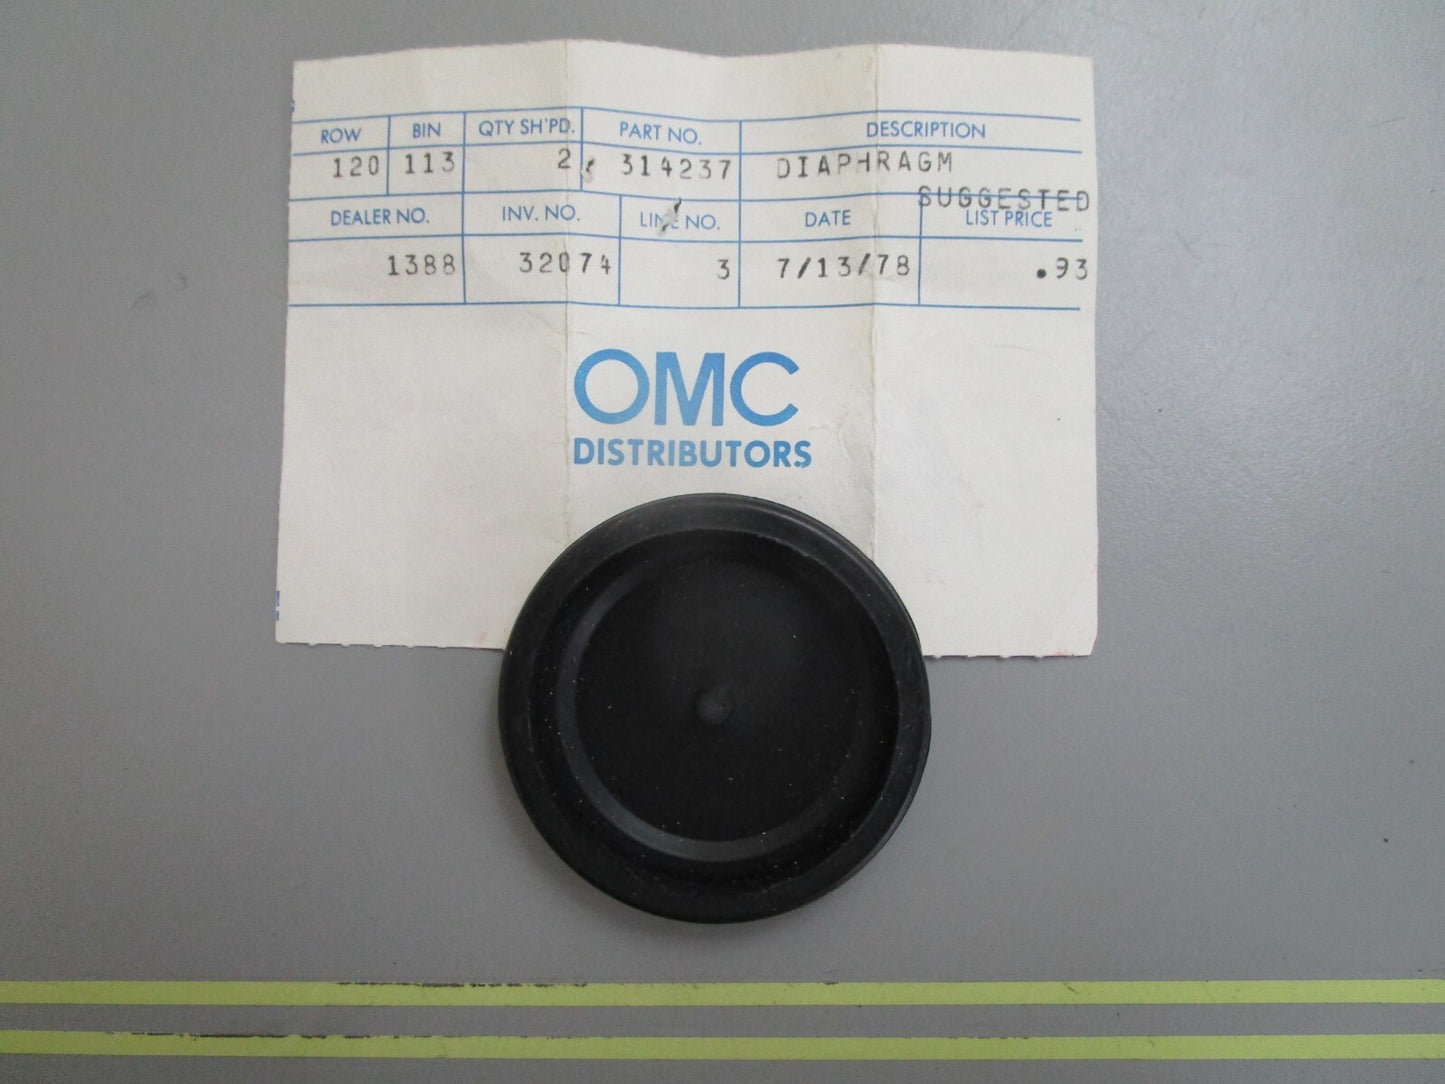 ROW BIN QTY SH'PD. PART NO. DESCRIPTION
120 113 2 314237 DIAPHRAGM
SUGGESTED
DEALER NO. INV. NO. LINE NO. DATE LIST PRICE
1388 32074 3 7/13/78 .93
OMC
DISTRIBUTORS